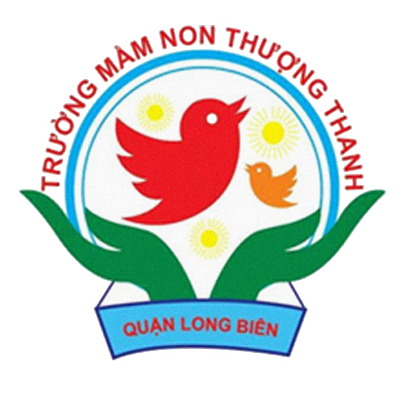 TRƯỜNG MẦM NON THƯỢNG THANH
QUẬN LONG BIÊN